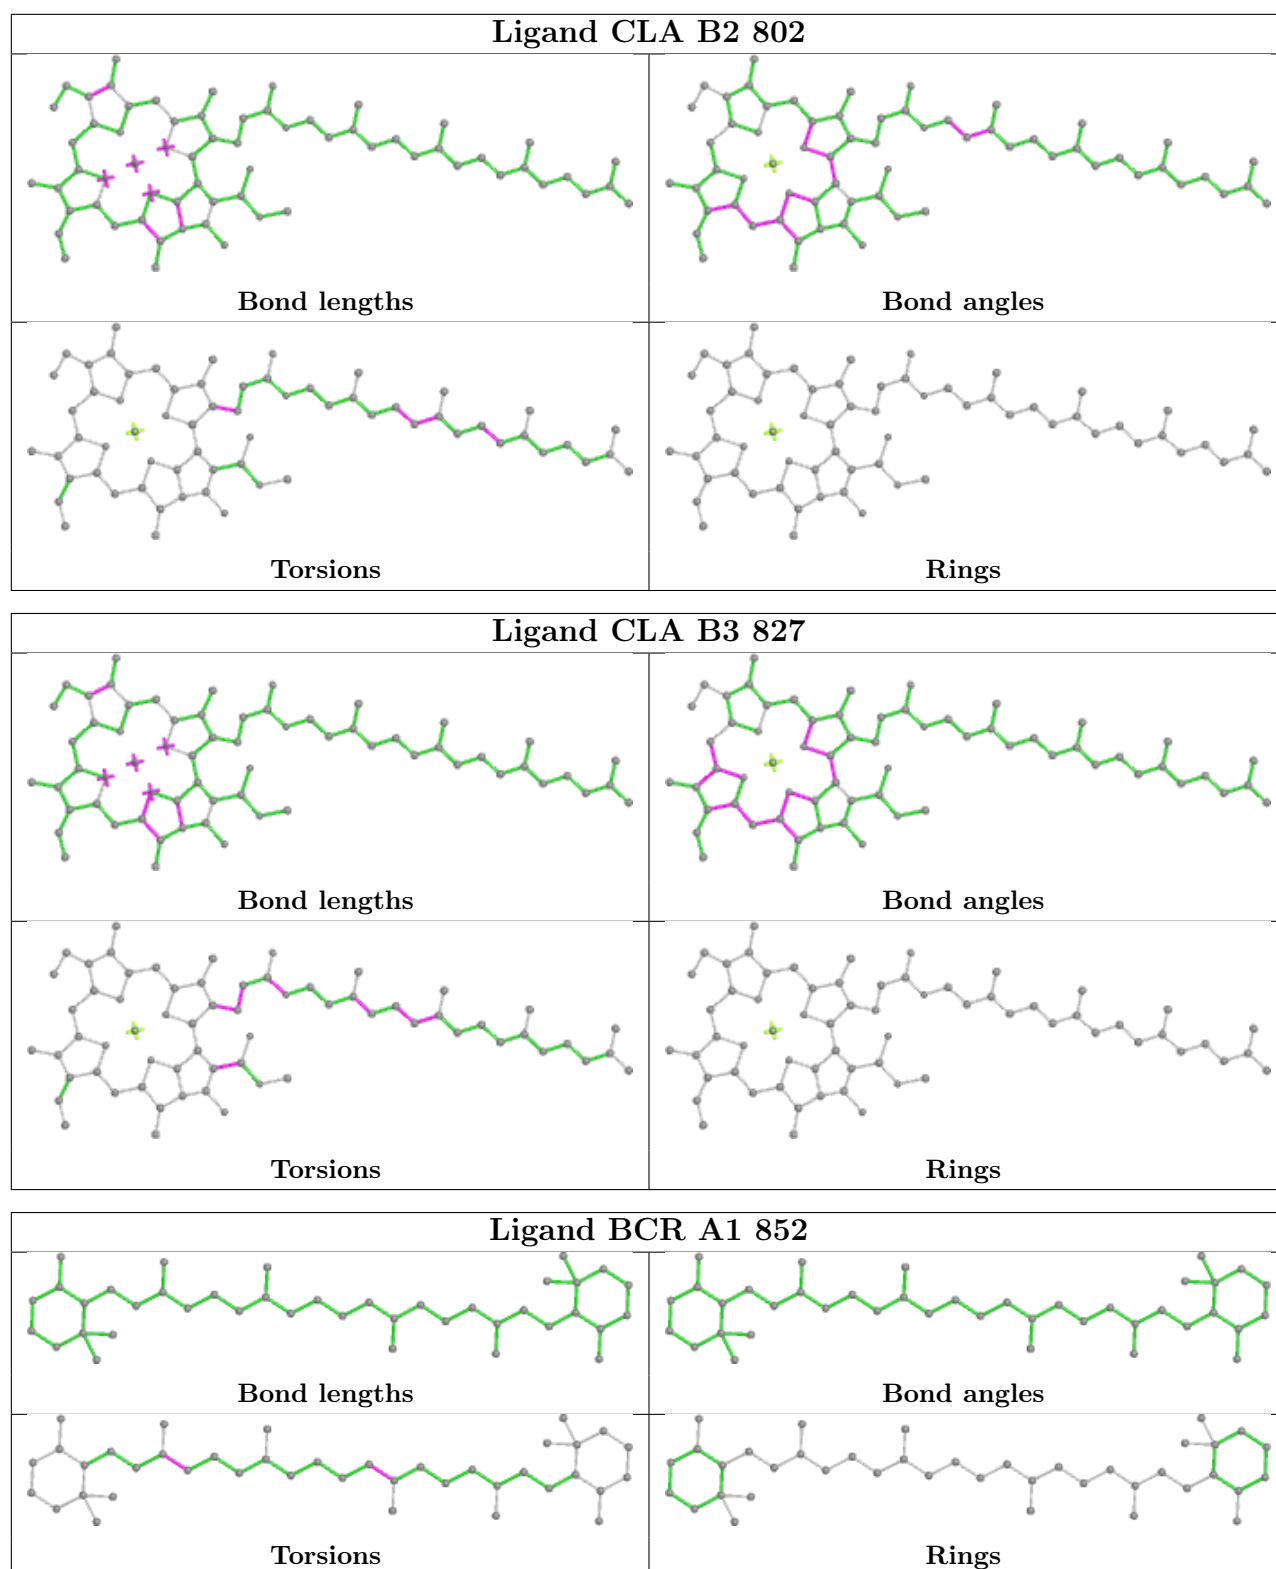 Ligand CLA B2 802
Bond lengths
Bond angles
Torsions
Rings
Ligand CLA B3 827
Bond lengths
Bond angles
Torsions
Rings
Ligand BCR A1 852
Bond lengths
Bond angles
Torsions
Rings